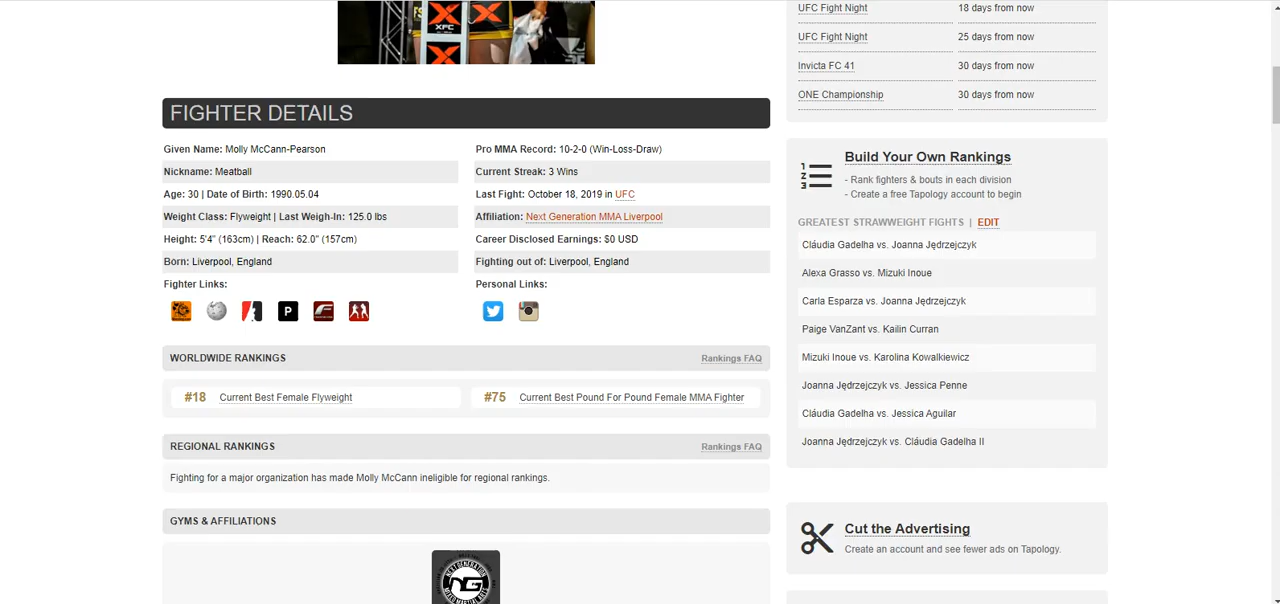 XFC
FIGHTER DETAILS
Given Name: Molly McCann-Pearson
Nickname: Meatball
Age: 30 | Date of Birth: 1990.05.04
Weight Class: Flyweight | Last Weigh-In: 125.0 lbs
Height: 5'4" (163cm) | Reach: 62.0" (157cm)
Born: Liverpool, England
Fighter Links:
P
Pro MMA Record: 10-2-0 (Win-Loss-Draw)
Current Streak: 3 Wins
Last Fight: October 18, 2019 in UFC
Affiliation: Next Generation MMA Liverpool
Career Disclosed Earnings: $0 USD
Fighting out of: Liverpool, England
Personal Links:
WORLDWIDE RANKINGS Rankings FAQ
#18 Current Best Female Flyweight
#75 Current Best Pound For Pound Female MMA Fighter
REGIONAL RANKINGS Rankings FAQ
Fighting for a major organization has made Molly McCann ineligible for regional rankings.
GYMS & AFFILIATIONS
UFC Fight Night 18 days from now
UFC Fight Night 25 days from now
Invicta FC 41 30 days from now
ONE Championship 30 days from now
1
2
3
Build Your Own Rankings
- Rank fighters & bouts in each division
- Create a free Tapology account to begin
GREATEST STRAWWEIGHT FIGHTS | EDIT
Cláudia Gadelha vs. Joanna Jędrzejczyk
Alexa Grasso vs. Mizuki Inoue
Carla Esparza vs. Joanna Jędrzejczyk
Paige VanZant vs. Kailin Curran
Mizuki Inoue vs. Karolina Kowalkiewicz
Joanna Jędrzejczyk vs. Jessica Penne
Cláudia Gadelha vs. Jessica Aguilar
Joanna Jędrzejczyk vs. Cláudia Gadelha II
Cut the Advertising
Create an account and see fewer ads on Tapology.